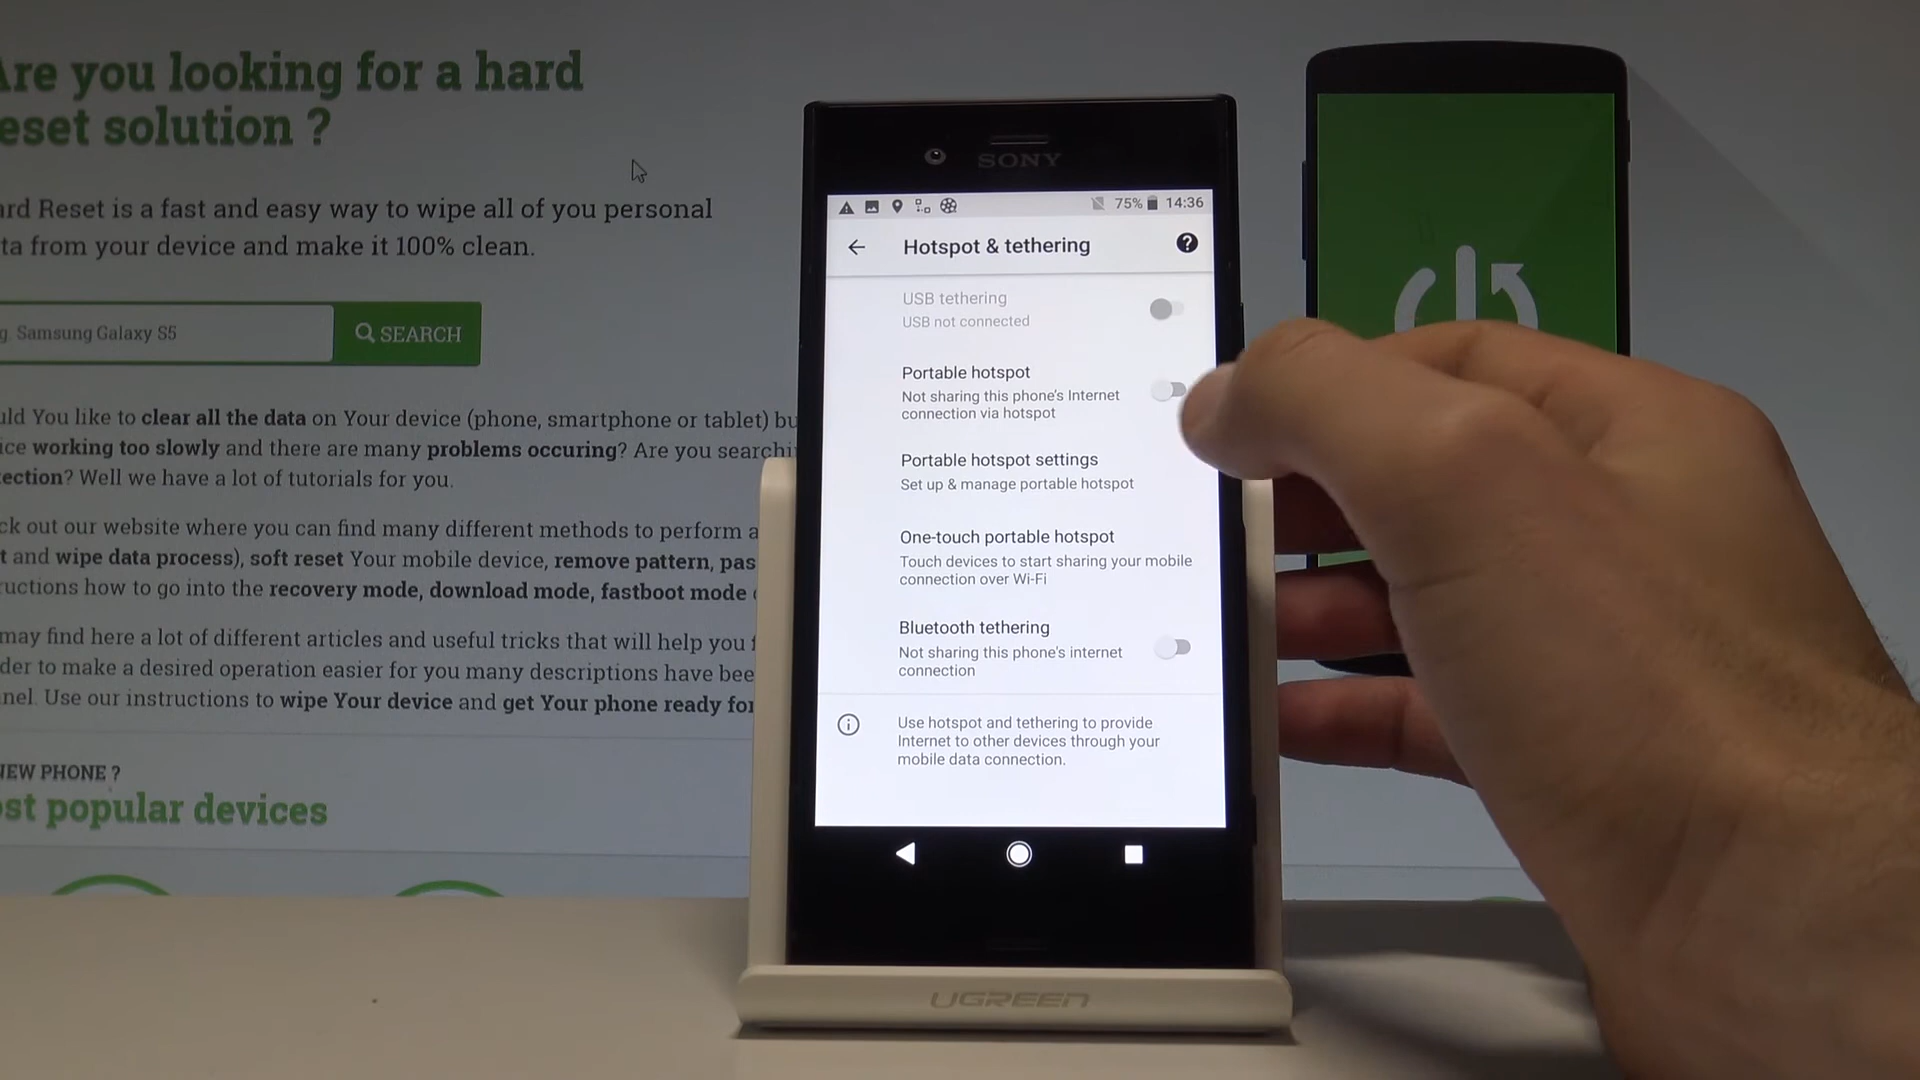 Are you looking for a hard
eset solution ?
ard Reset is a fast and easy way to wipe all of you personal
ta from your device and make it 100% clean.
g. Samsung Galaxy S5
SEARCH
uld You like to clear all the data on Your device (phone, smartphone or tablet) bu
ice working too slowly and there are many problems occuring? Are you searchi
ection? Well we have a lot of tutorials for you.
ck out our website where you can find many different methods to perform a
t and wipe data process), soft reset Your mobile device, remove pattern, pas
ructions how to go into the recovery mode, download mode, fastboot mode
may find here a lot of different articles and useful tricks that will help you f
der to make a desired operation easier for you many descriptions have bee
nel. Use our instructions to wipe Your device and get Your phone ready for
NEW PHONE ?
st popular devices
SONY
75% 14:36
Hotspot & tethering
USB tethering
USB not connected
Portable hotspot
Not sharing this phone's Internet
connection via hotspot
Portable hotspot settings
Set up & manage portable hotspot
One-touch portable hotspot
Touch devices to start sharing your mobile
connection over Wi-Fi
Bluetooth tethering
Not sharing this phone's internet
connection
Use hotspot and tethering to provide
Internet to other devices through your
mobile data connection.
UGREEN